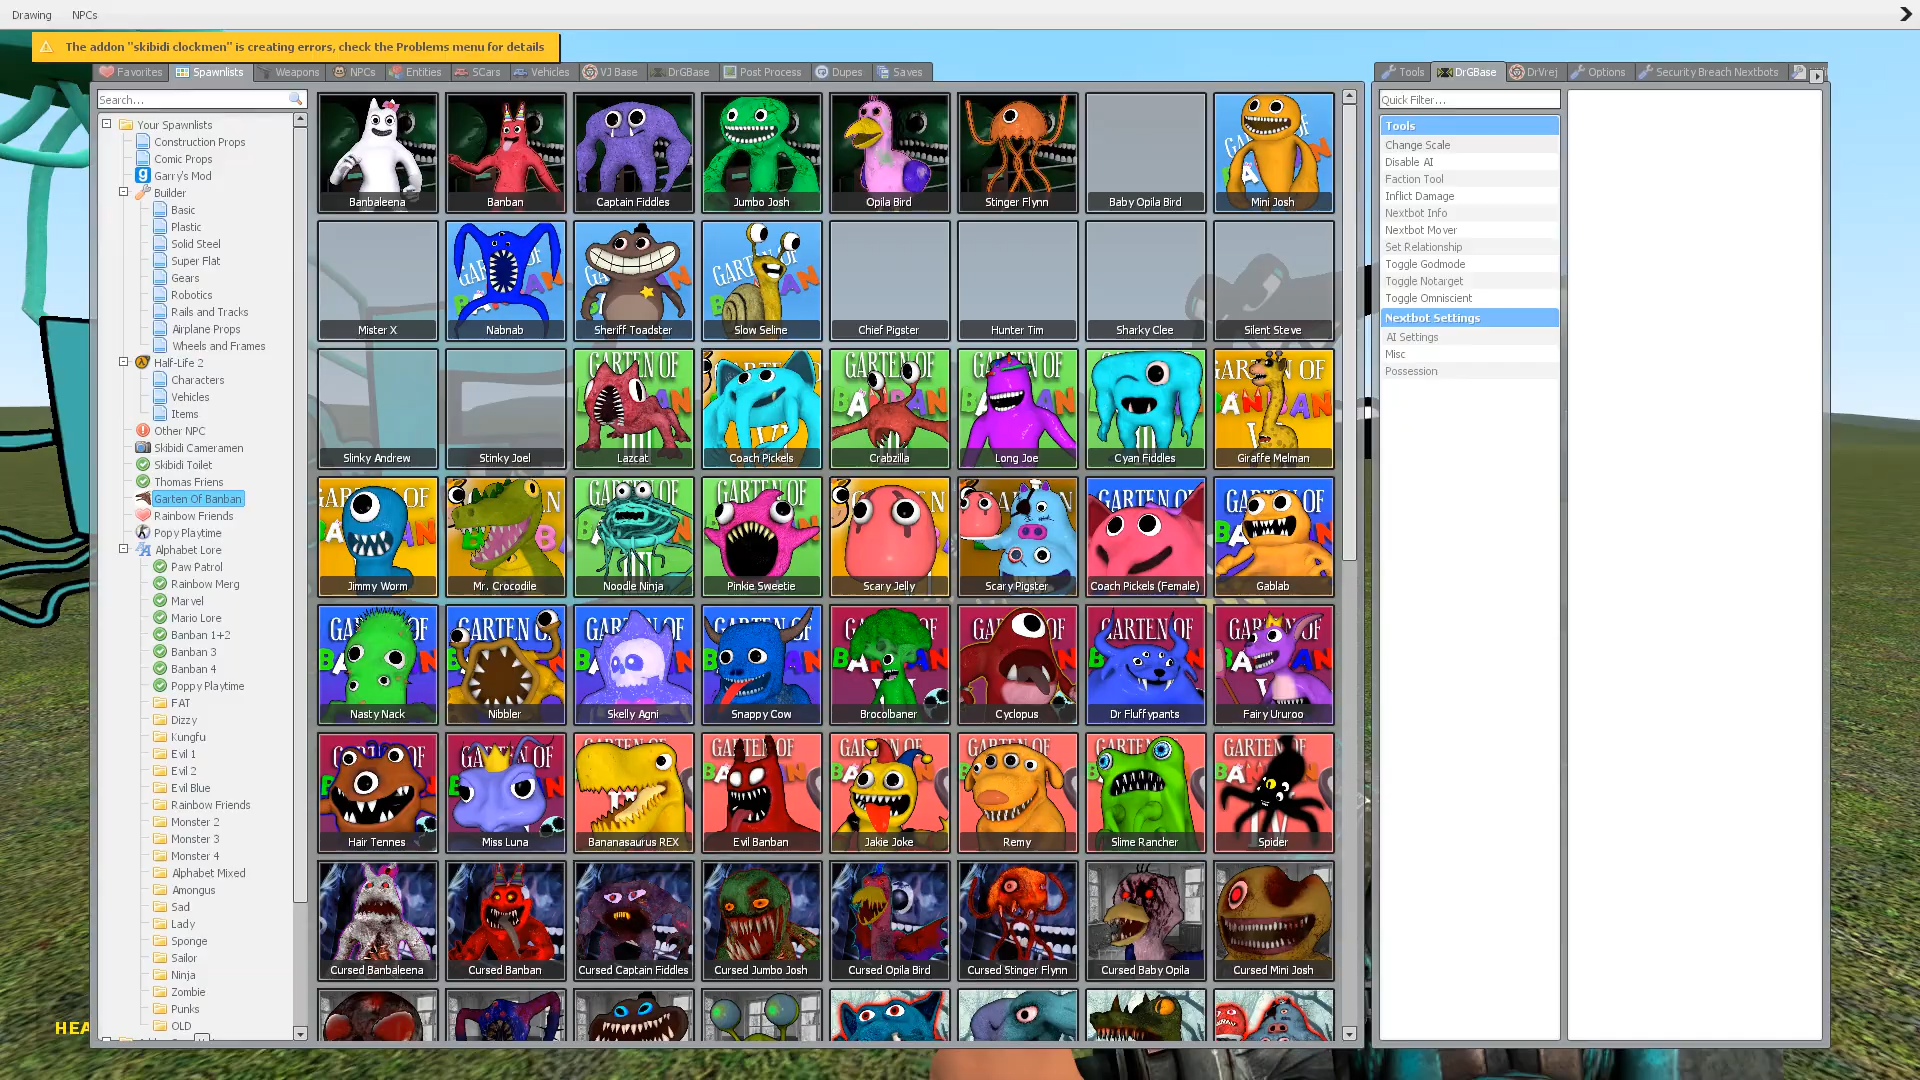 Drawing NPCs
The addon "skibidi clockmen" is creating errors, check the Problems menu for details
Favorites Spawnlists Weapons NPCs Entities SCars Vehicles VJ Base DrGBase Post Process Dupes Saves
Tools DrGBase DrVrej Options Security Breach Nextbots
Search...
Your Spawnlists
Construction Props
Comic Props
Garry's Mod
Builder
Basic
Plastic
Solid Steel
Super Flat
Gears
Robotics
Rails and Tracks
Airplane Props
Wheels and Frames
Half-Life 2
Characters
Vehicles
Items
Other NPC
Skibidi Cameramen
Skibidi Toilet
Thomas Friens
Garten Of Banban
Rainbow Friends
Popy Playtime
Alphabet Lore
Paw Patrol
Rainbow Merg
Marvel
Mario Lore
Banban 1+2
Banban 3
Banban 4
Poppy Playtime
FAT
Dizzy
Kungfu
Evil 1
Evil 2
Evil Blue
Rainbow Friends
Monster 2
Monster 3
Monster 4
Alphabet Mixed
Amongus
Sad
Lady
Sponge
Sailor
Ninja
Zombie
Punks
OLD
HEA
Banbaleena Banban Captain Fiddles Jumbo Josh Opila Bird Stinger Flynn Baby Opila Bird Mini Josh
Mister X Nabnab Sheriff Toadster Slow Seline Chief Pigster Hunter Tim Sharky Clee Silent Steve
Slinky Andrew Stinky Joel Lazcat Coach Pickels Crabzilla Long Joe Cyan Fiddles Giraffe Melman
Jimmy Worm Mr. Crocodile Noodle Ninja Pinkie Sweetie Scary Jelly Scary Pigster Coach Pickels (Female) Gablab
Nasty Nack Nibbler Skelly Agni Snappy Cow Brocolbaner Cyclopus Dr Fluffypants Fairy Ururoo
Hair Tennes Miss Luna Bananasaurus REX Evil Banban Jakie Joke Remy Slime Rancher Spider
Cursed Banbaleena Cursed Banban Cursed Captain Fiddles Cursed Jumbo Josh Cursed Opila Bird Cursed Stinger Flynn Cursed Baby Opila Cursed Mini Josh
Quick Filter...
Tools
Change Scale
Disable AI
Faction Tool
Inflict Damage
Nextbot Info
Nextbot Mover
Set Relationship
Toggle Godmode
Toggle Notarget
Toggle Omniscient
Nextbot Settings
AI Settings
Misc
Possession